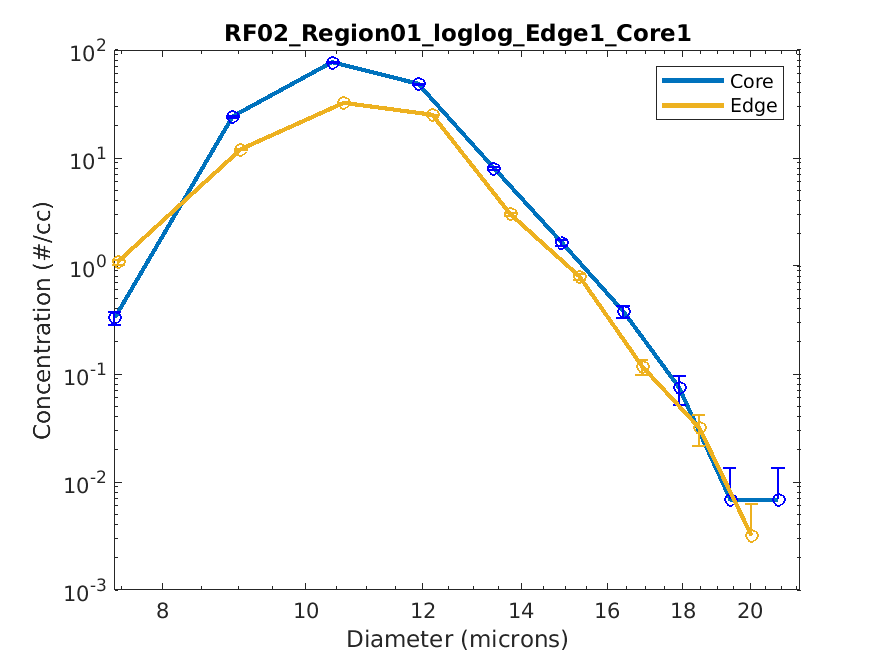 RF02_Region01_loglog_Edge1_Core1
Core
Edge
10^2
10^1
10^0
10^-1
10^-2
10^-3
Concentration (#/cc)
8 10 12 14 16 18 20
Diameter (microns)